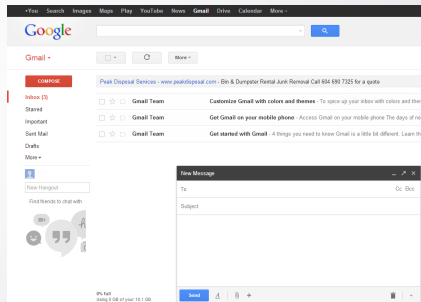 +You Search Images Maps Play YouTube News Gmail Drive Calendar More
Google
Gmail More
COMPOSE
Peak Disposal Services - www.peakdisposal.com - Bin & Dumpster Rental Junk Removal Call 604 690 7325 for a quote
Inbox (3)
Starred
Important
Sent Mail
Drafts
More
Gmail Team Customize Gmail with colors and themes - To spice up your inbox with colors and ther
Gmail Team Get Gmail on your mobile phone - Access Gmail on your mobile phone The days of ne
Gmail Team Get started with Gmail - 4 things you need to know Gmail is a little bit different. Learn th
New Hangout
Find friends to chat with
New Message
To Cc Bcc
Subject
Send A
0% full
Using 0 GB of your 10.1 GB